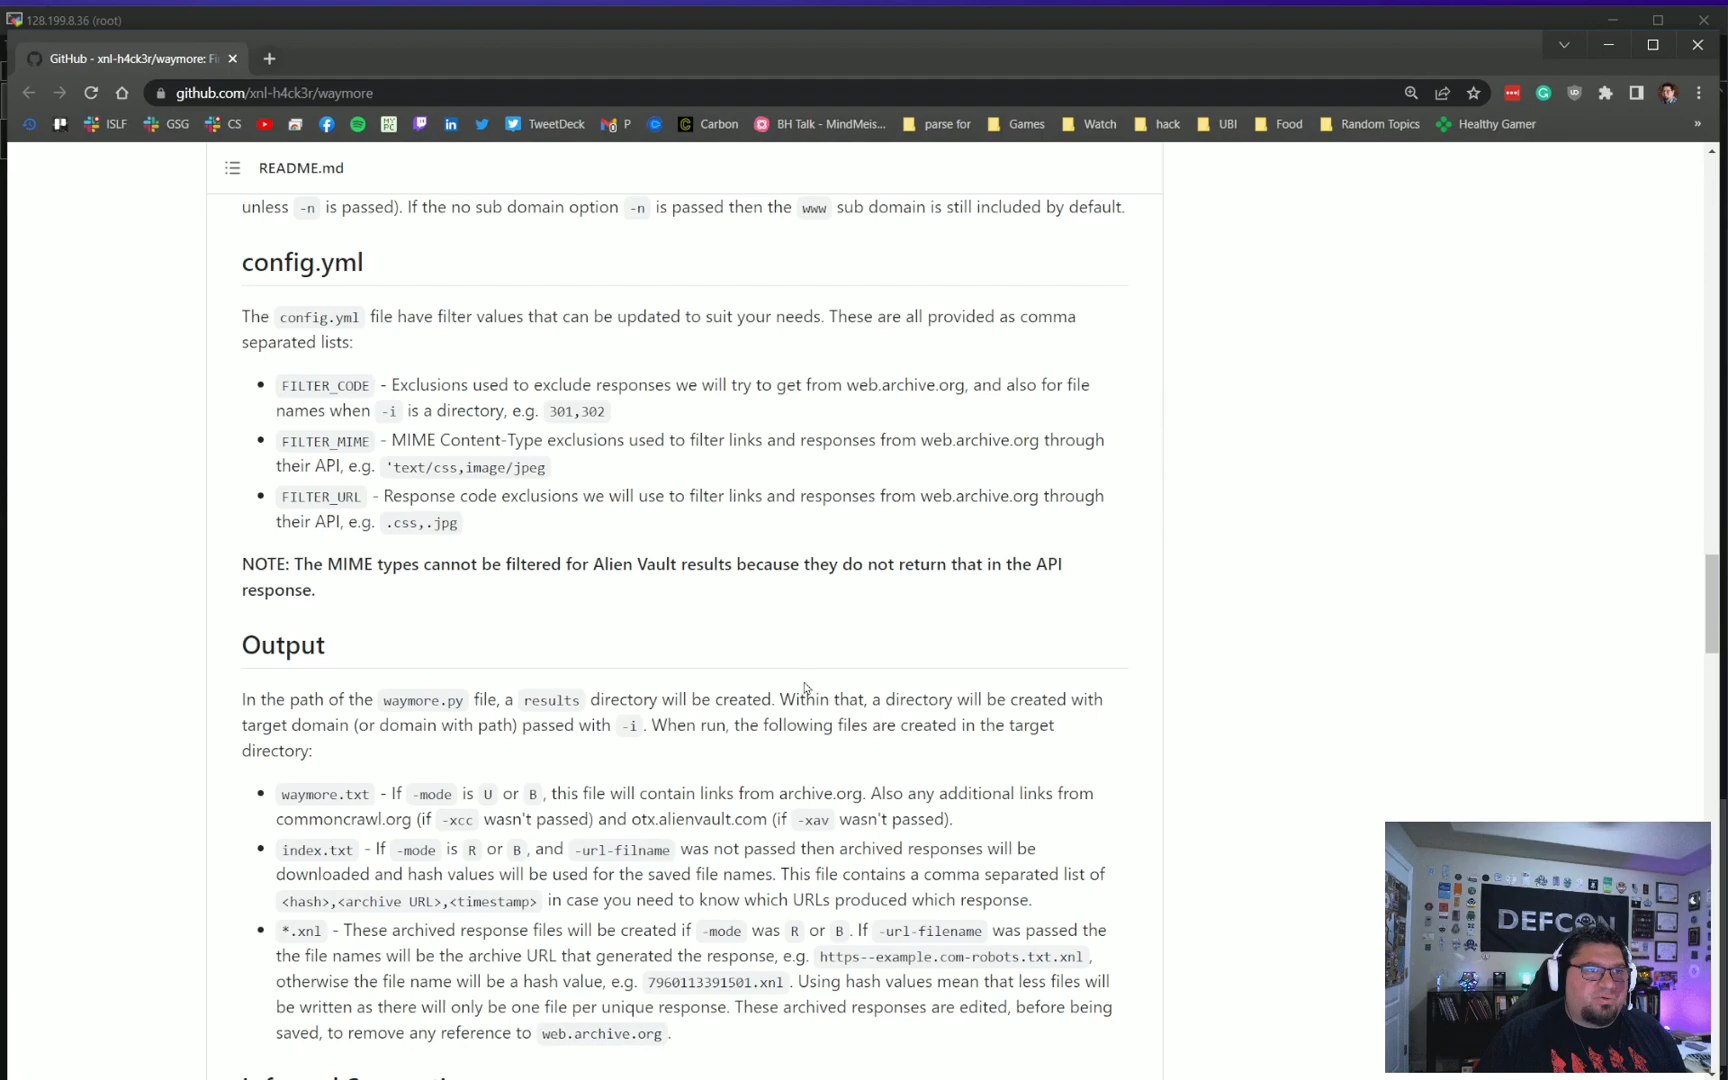 128.199.8.36 (root)
GitHub - xnl-h4ck3r/waymore: Fi
github.com/xnl-h4ck3r/waymore
ISLF GSG CS TweetDeck P Carbon BH Talk - MindMeis... parse for Games Watch hack UBI Food Random Topics Healthy Gamer »
README.md
unless -n is passed). If the no sub domain option -n is passed then the www sub domain is still included by default.
config.yml
The config.yml file have filter values that can be updated to suit your needs. These are all provided as comma
separated lists:
• FILTER_CODE - Exclusions used to exclude responses we will try to get from web.archive.org, and also for file
names when -i is a directory, e.g. 301,302
• FILTER_MIME - MIME Content-Type exclusions used to filter links and responses from web.archive.org through
their API, e.g. 'text/css,image/jpeg
• FILTER_URL - Response code exclusions we will use to filter links and responses from web.archive.org through
their API, e.g. .css,.jpg
NOTE: The MIME types cannot be filtered for Alien Vault results because they do not return that in the API
response.
Output
In the path of the waymore.py file, a results directory will be created. Within that, a directory will be created with
target domain (or domain with path) passed with -i. When run, the following files are created in the target
directory:
• waymore.txt - If -mode is U or B, this file will contain links from archive.org. Also any additional links from
commoncrawl.org (if -xcc wasn't passed) and otx.alienvault.com (if -xav wasn't passed).
• index.txt - If -mode is R or B, and -url-filname was not passed then archived responses will be
downloaded and hash values will be used for the saved file names. This file contains a comma separated list of
<hash>,<archive URL>,<timestamp> in case you need to know which URLs produced which response.
• *.xnl - These archived response files will be created if -mode was R or B. If -url-filename was passed the
the file names will be the archive URL that generated the response, e.g. https--example.com-robots.txt.xnl,
otherwise the file name will be a hash value, e.g. 7960113391501.xnl. Using hash values mean that less files will
be written as there will only be one file per unique response. These archived responses are edited, before being
saved, to remove any reference to web.archive.org.
DEFCON